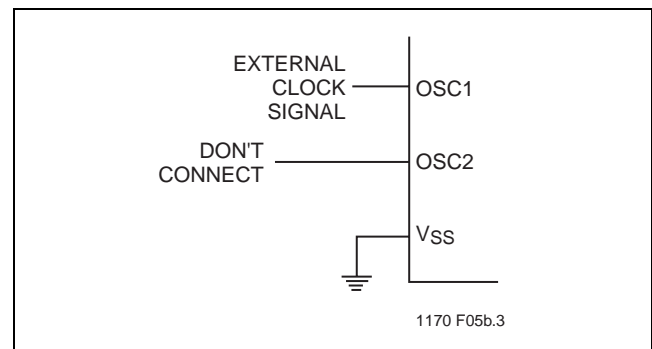 EXTERNAL
CLOCK
SIGNAL
OSC1
DON'T
CONNECT
OSC2
VSS
1170 F05b.3